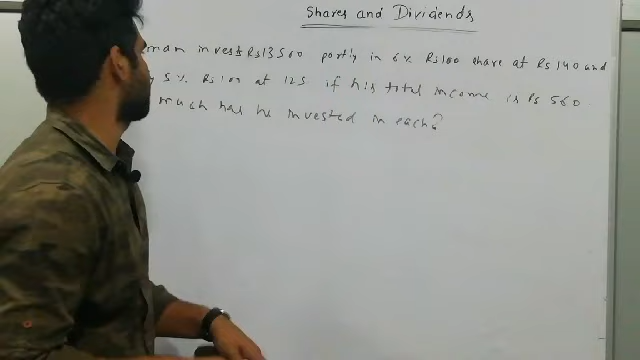 Shares and Dividends
man invests Rs13500 partly in 6% Rs100 share at Rs 140 and
5% Rs100 at 125 if his total income is Rs 560.
much has he invested in each?